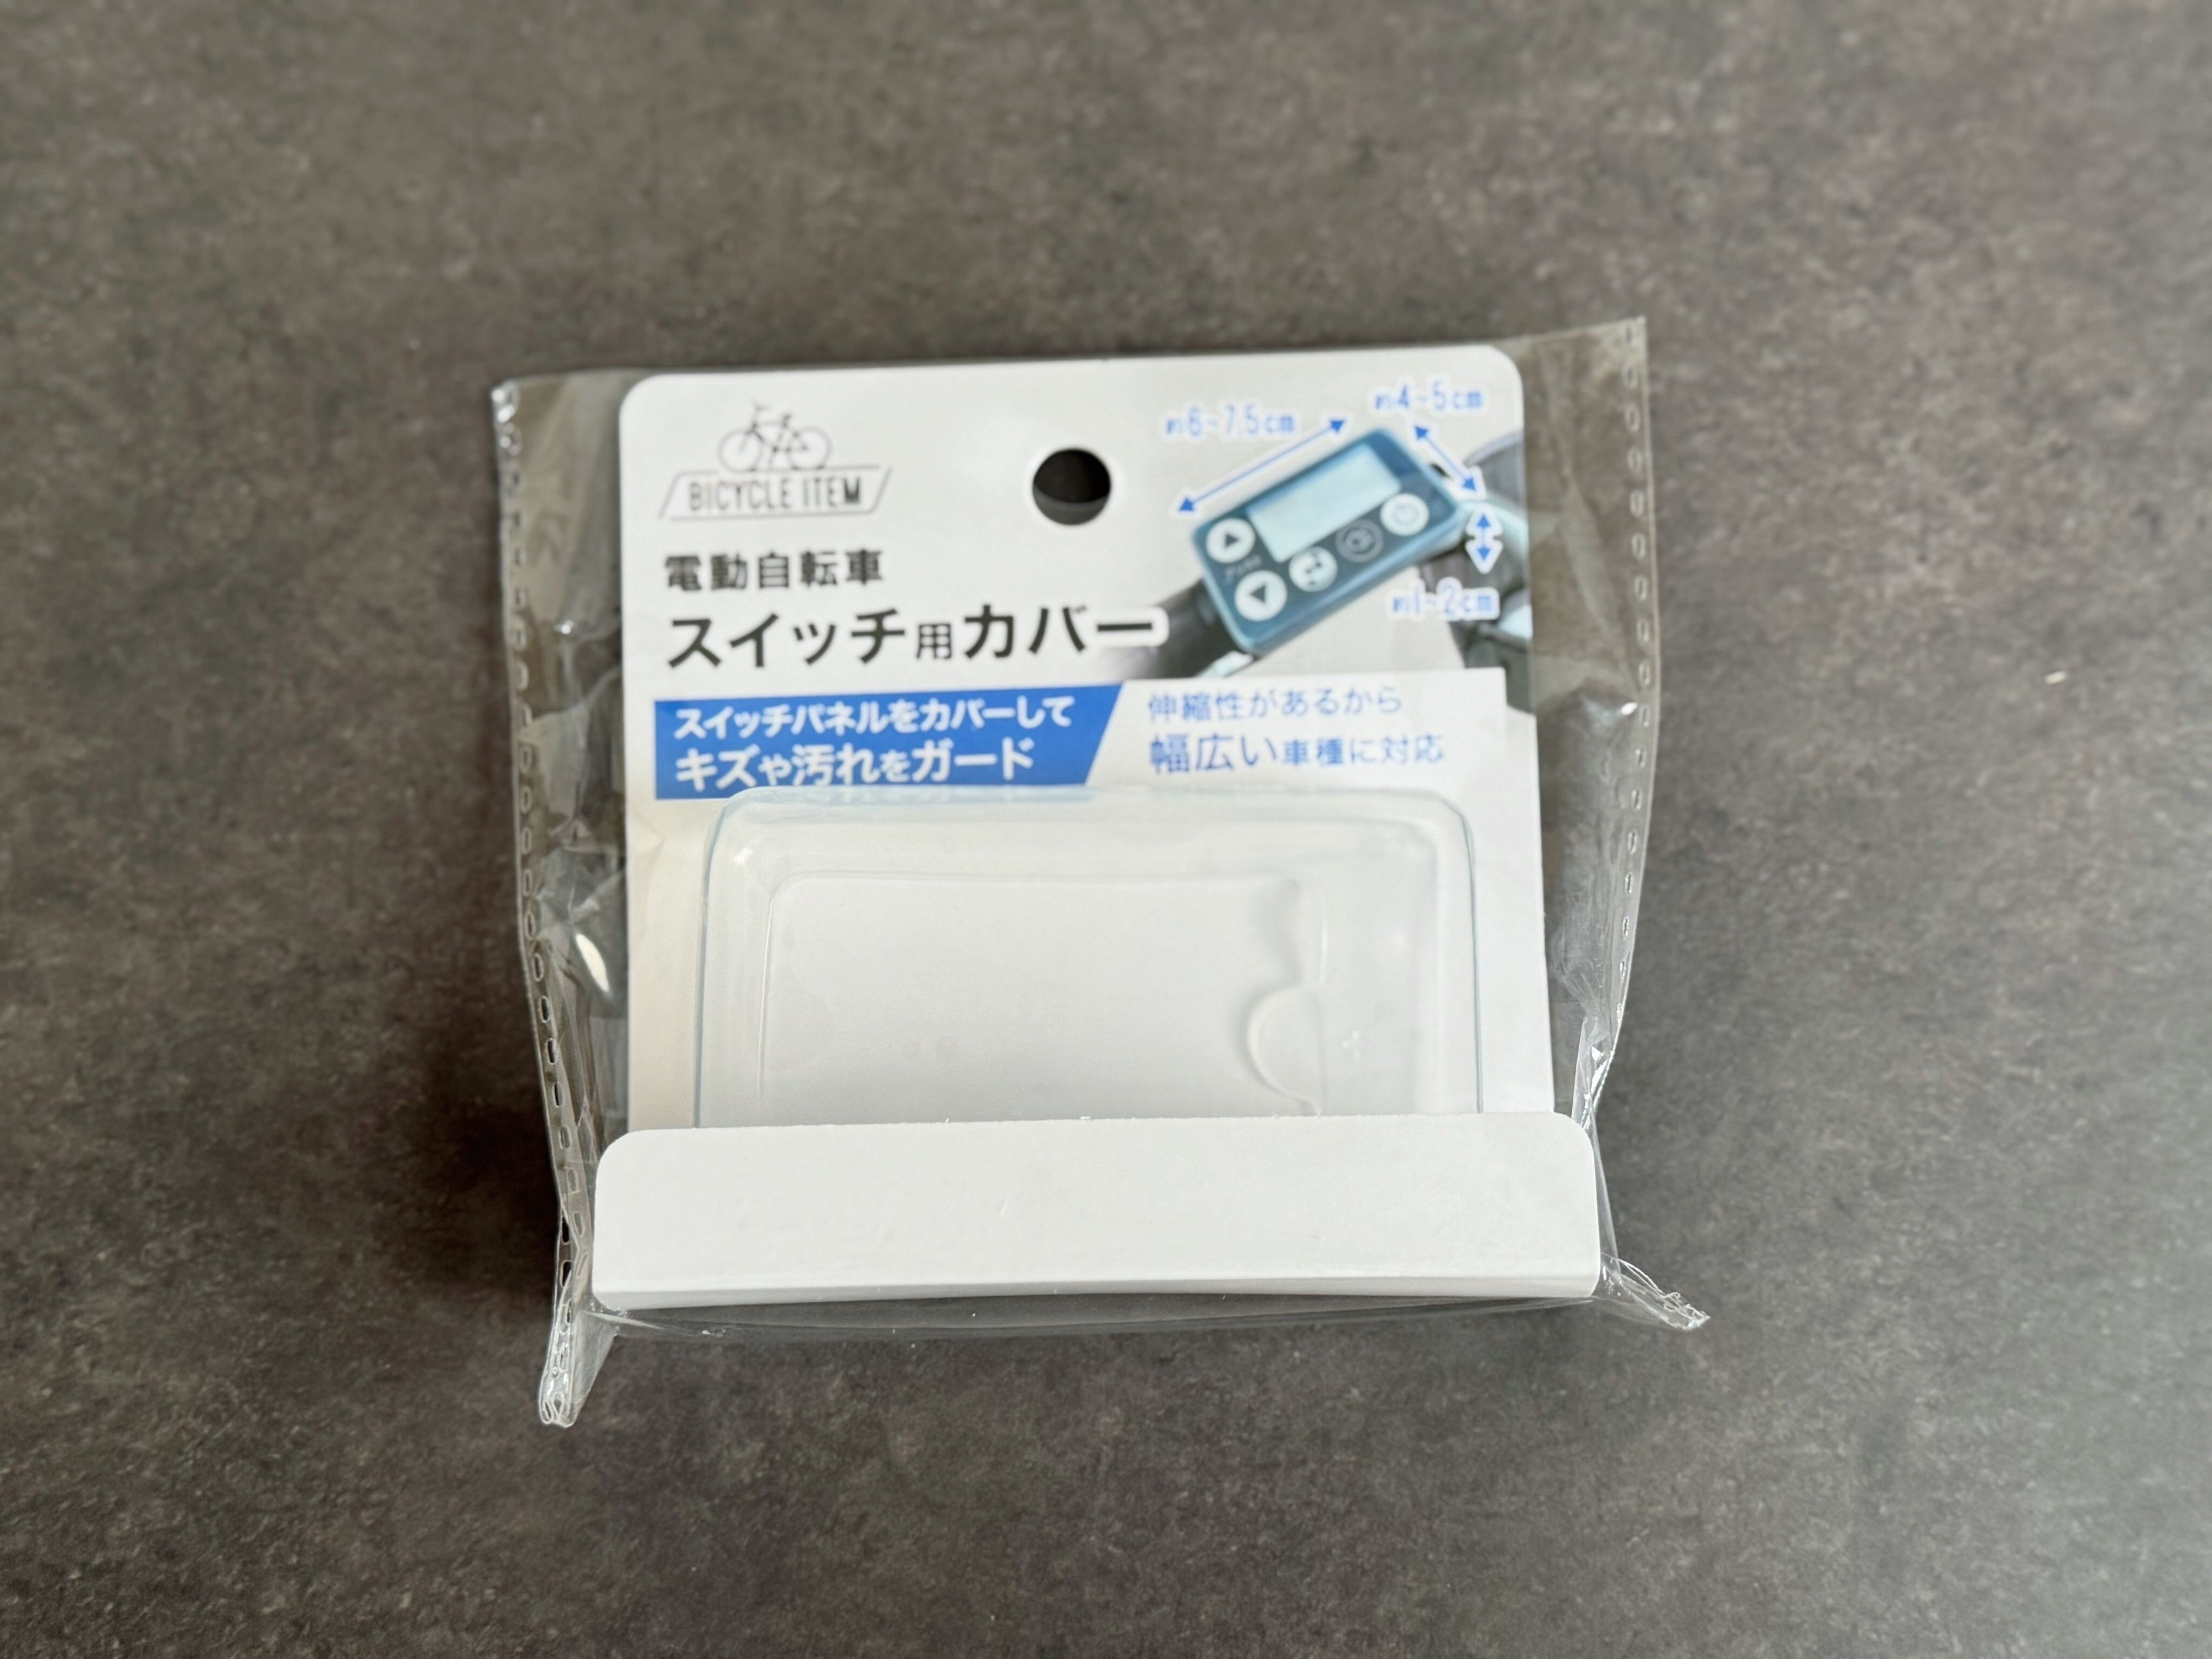 BICYCLE ITEM
電動自転車
スイッチ用カバー
約6~7.5cm
約4~5cm
約1~2cm
スイッチパネルをカバーして
キズや汚れをガード
伸縮性があるから
幅広い車種に対応